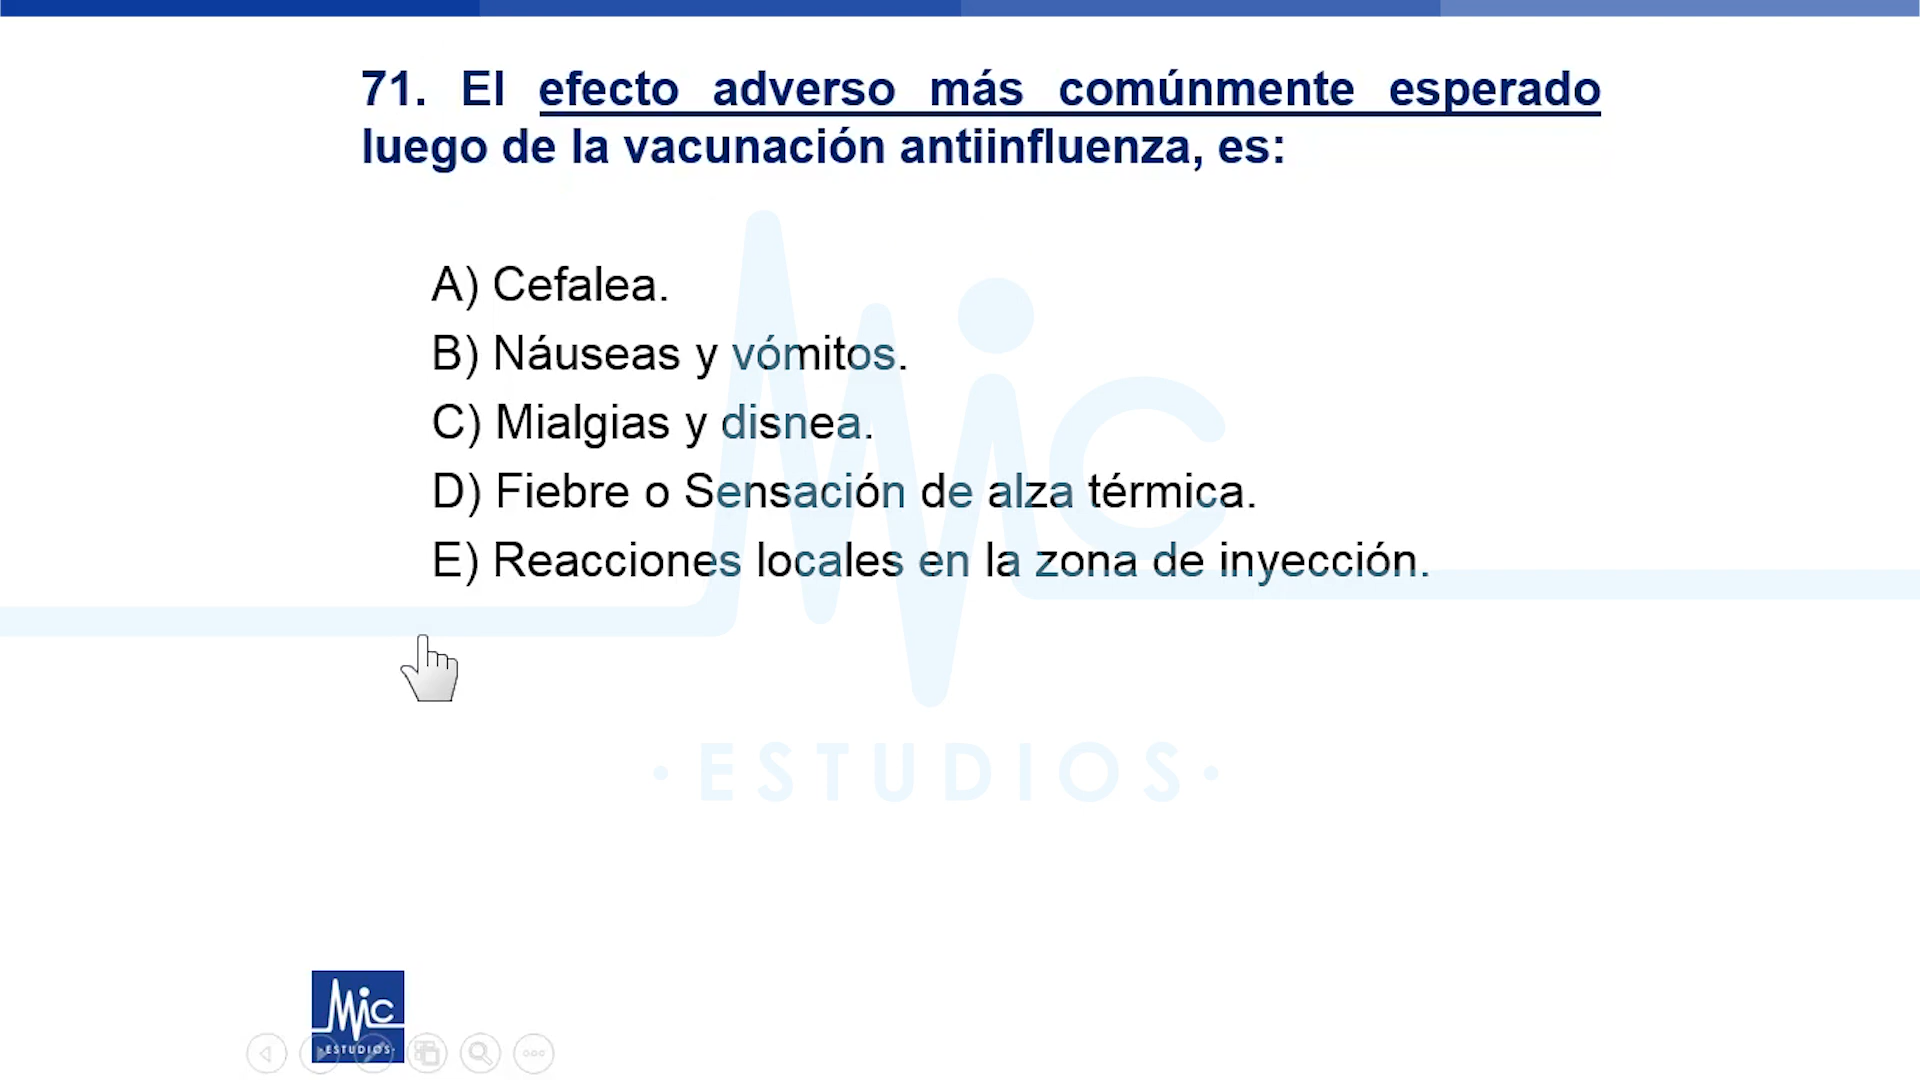 71. El efecto adverso más comúnmente esperado
luego de la vacunación antiinfluenza, es:
A) Cefalea.
B) Náuseas y vómitos.
C) Mialgias y disnea.
D) Fiebre o Sensación de alza térmica.
E) Reacciones locales en la zona de inyección.
Mic
·ESTUDIOS·
Mic
·ESTUDIOS·